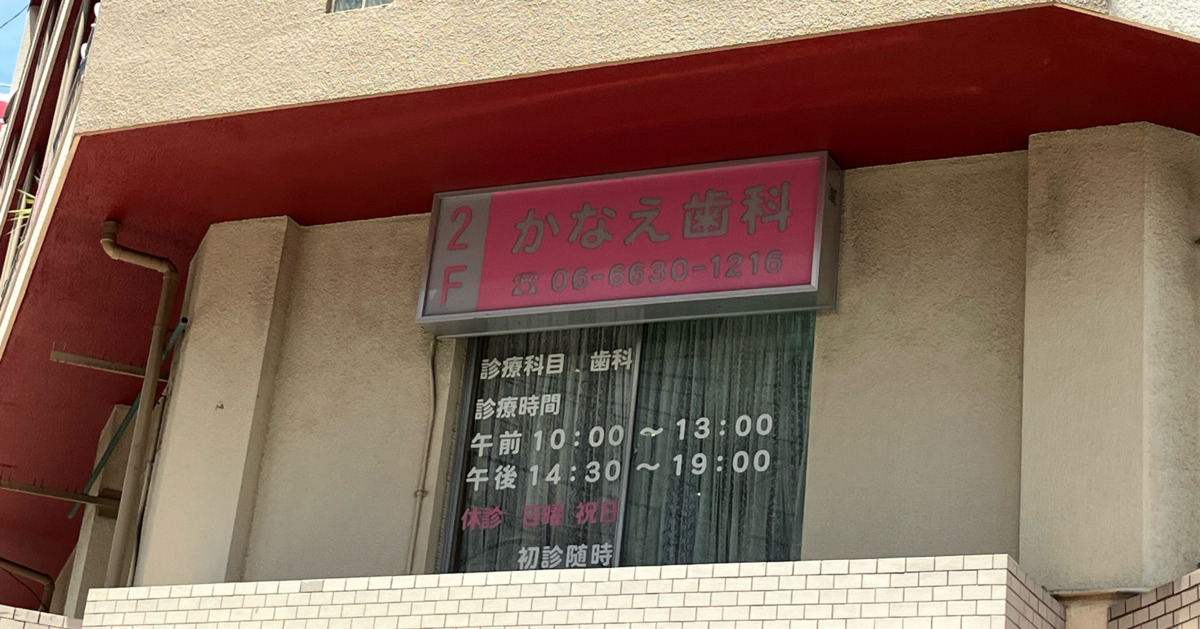 2F
かなえ歯科
☎ 06-6630-1216
診療科目 . 歯科
診療時間
午前 10:00 〜 13:00
午後 14:30 〜 19:00
休診 日曜 祝日
初診随時